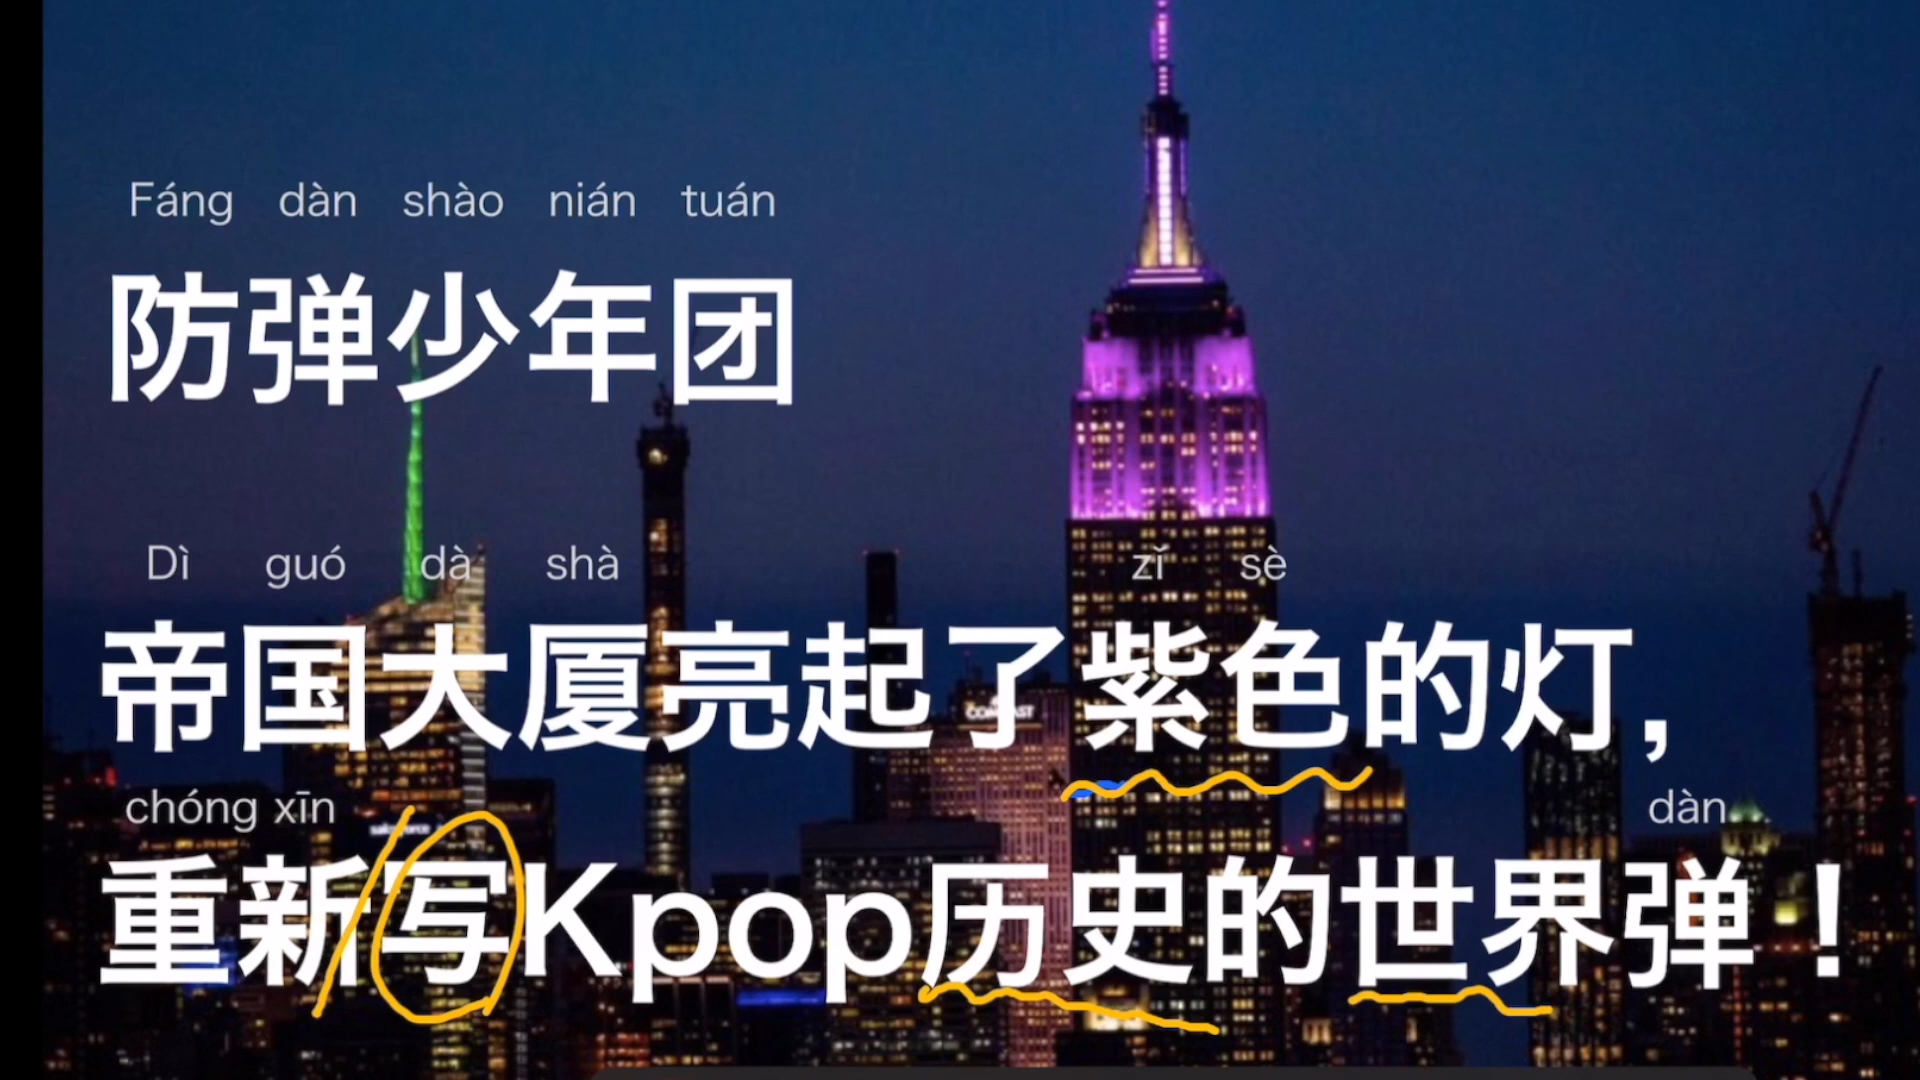 Fáng dàn shào nián tuán
防弹少年团
Dì guó dà shà zǐ sè
帝国大厦亮起了紫色的灯，
chóng xīn dàn
重新写Kpop历史的世界弹！
COMCAST
salesforce